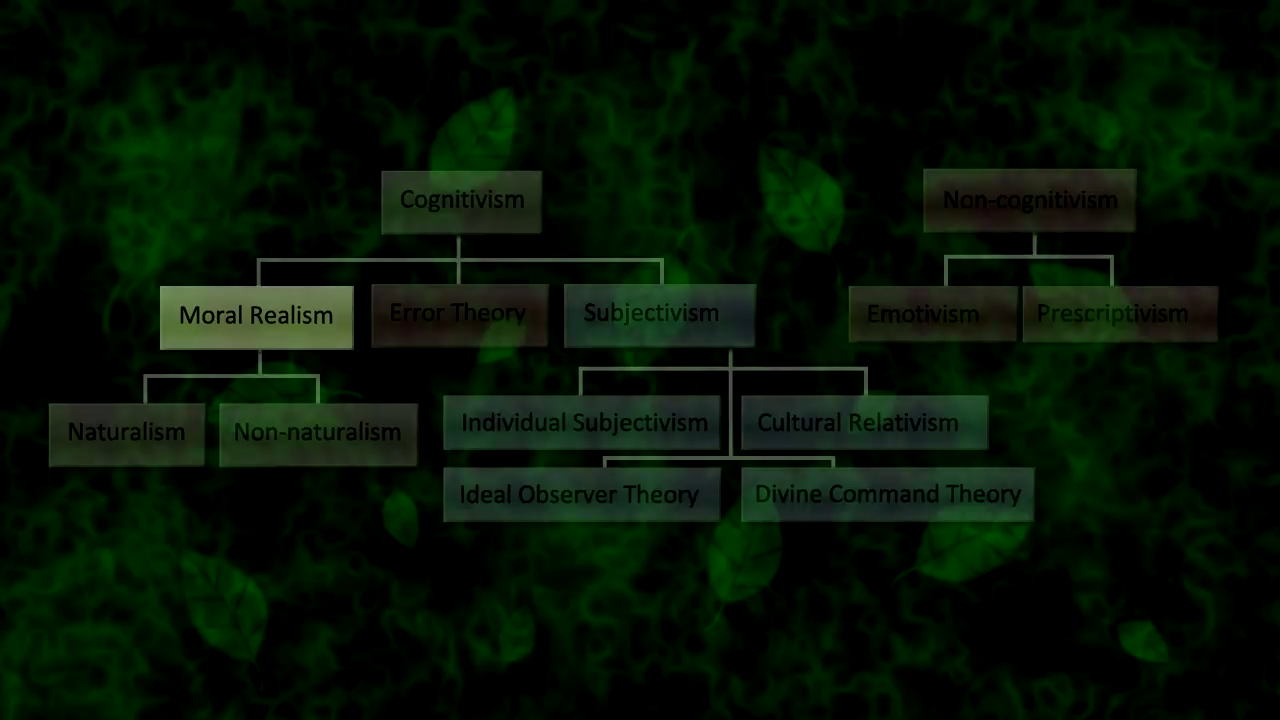 Cognitivism
Non-cognitivism
Moral Realism
Error Theory
Subjectivism
Emotivism
Prescriptivism
Naturalism
Non-naturalism
Individual Subjectivism
Cultural Relativism
Ideal Observer Theory
Divine Command Theory